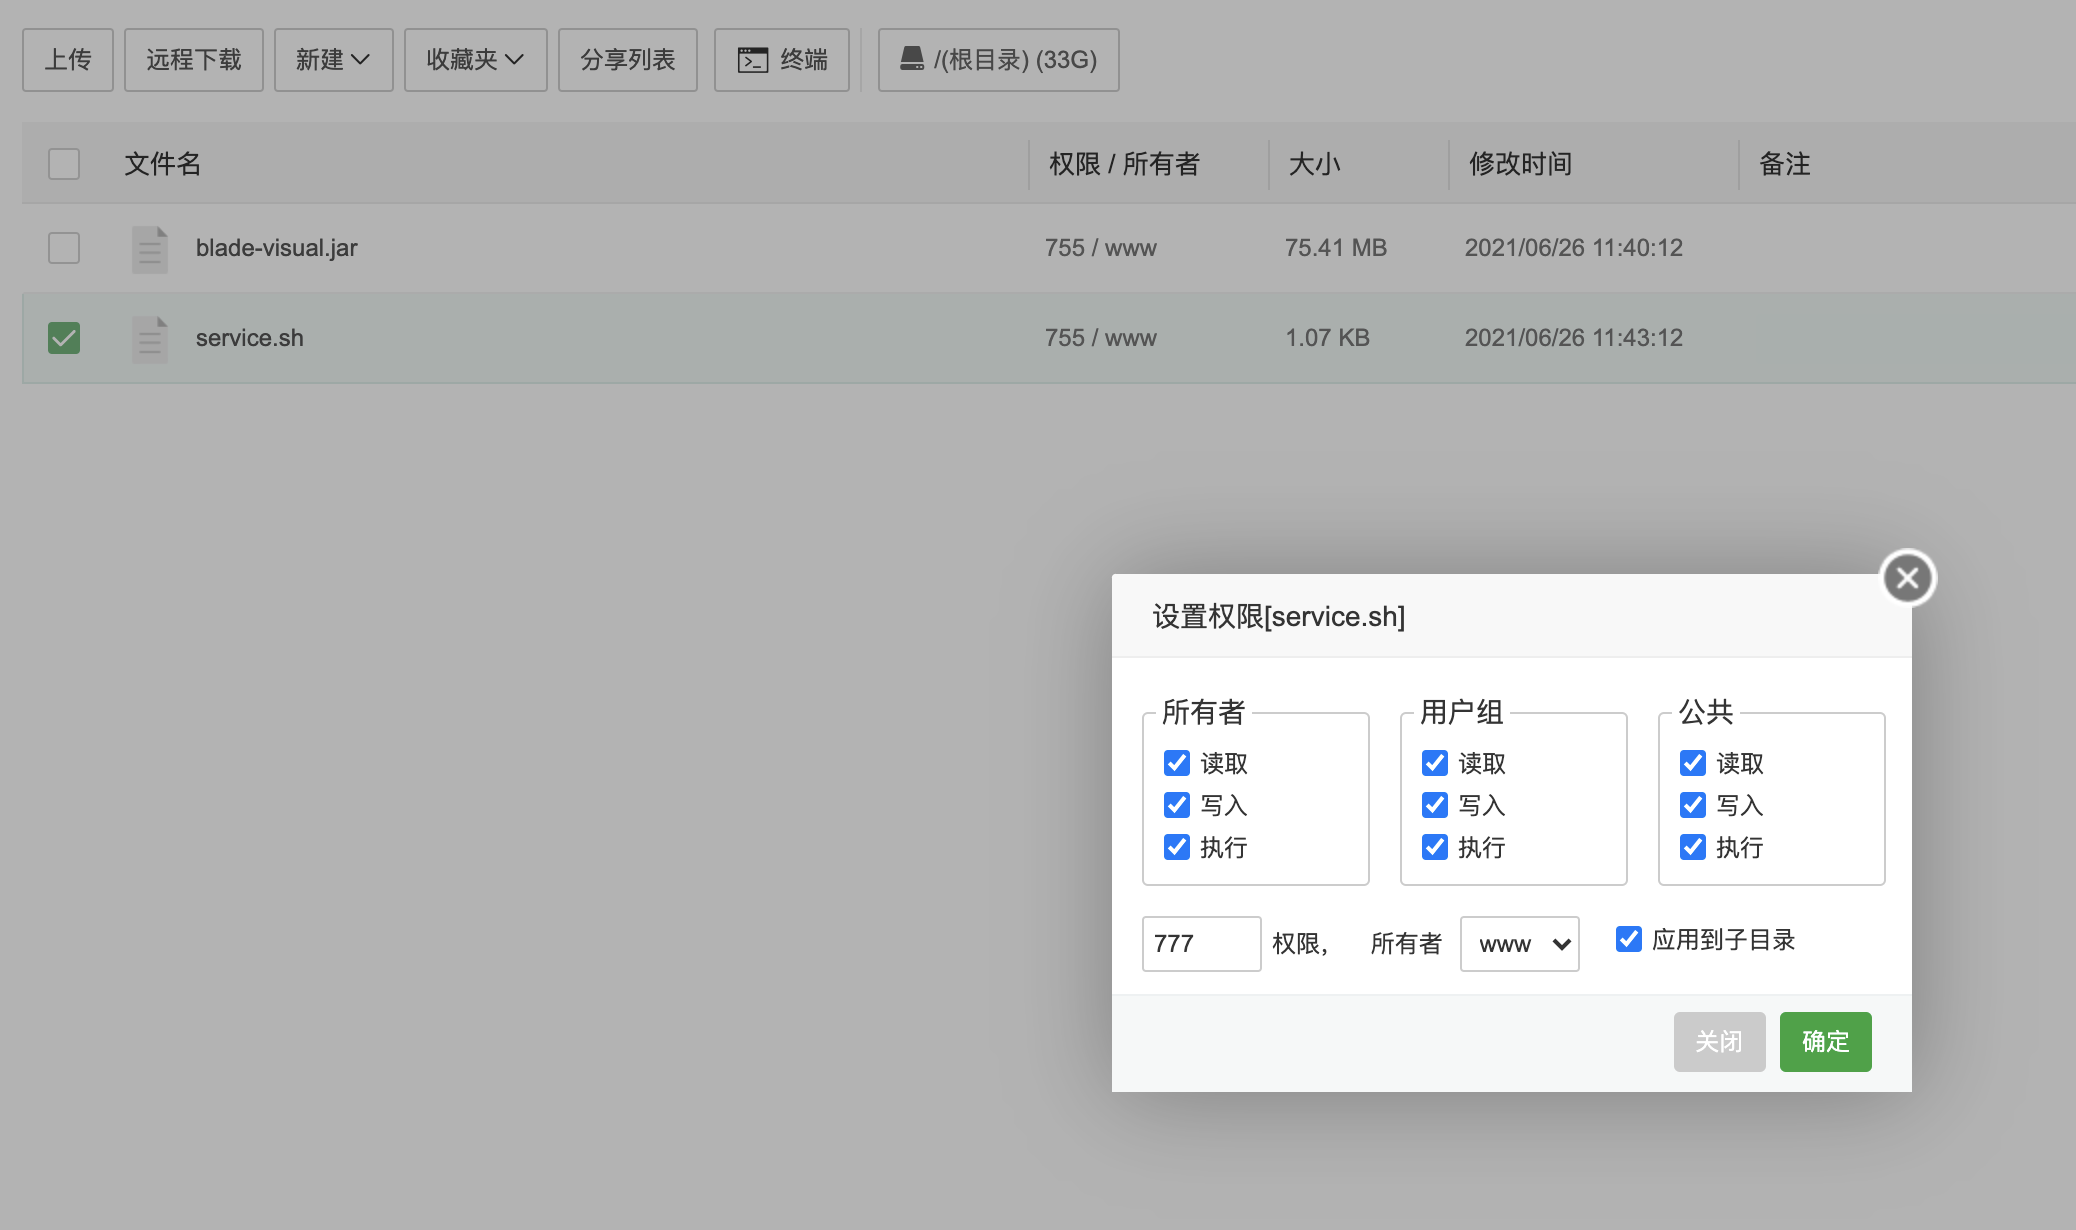 上传 远程下载 新建 收藏夹 分享列表 终端 /(根目录) (33G)
文件名 权限 / 所有者 大小 修改时间 备注
blade-visual.jar 755 / www 75.41 MB 2021/06/26 11:40:12
service.sh 755 / www 1.07 KB 2021/06/26 11:43:12
设置权限[service.sh]
所有者 用户组 公共
读取 读取 读取
写入 写入 写入
执行 执行 执行
777 权限， 所有者 www 应用到子目录
关闭 确定